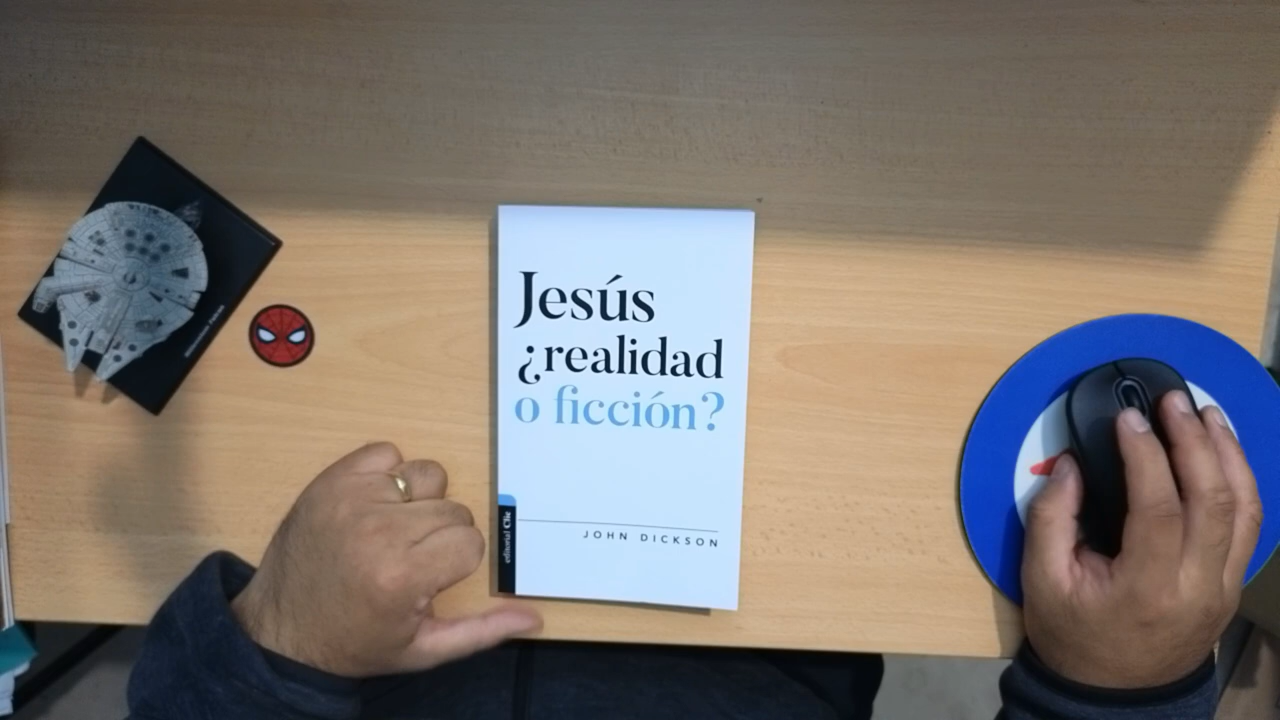 Jesús
¿realidad
o ficción?
JOHN DICKSON
editorial Clie